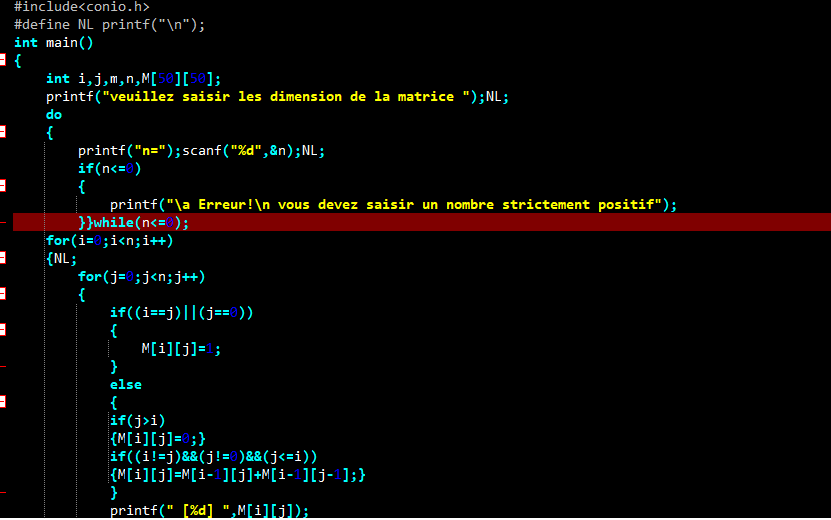 #include<conio.h>
#define NL printf("\n");
int main()
{
    int i,j,m,n,M[50][50];
    printf("veuillez saisir les dimension de la matrice ");NL;
    do
    {
        printf("n=");scanf("%d",&n);NL;
        if(n<=0)
        {
            printf("\a Erreur!\n vous devez saisir un nombre strictement positif");
        }}while(n<=0);
    for(i=0;i<n;i++)
    {NL;
        for(j=0;j<n;j++)
        {
            if((i==j)||(j==0))
            {
                M[i][j]=1;
            }
            else
            {
            if(j>i)
            {M[i][j]=0;}
            if((i!=j)&&(j!=0)&&(j<=i))
            {M[i][j]=M[i-1][j]+M[i-1][j-1];}
            }
            printf(" [%d] ",M[i][j]);